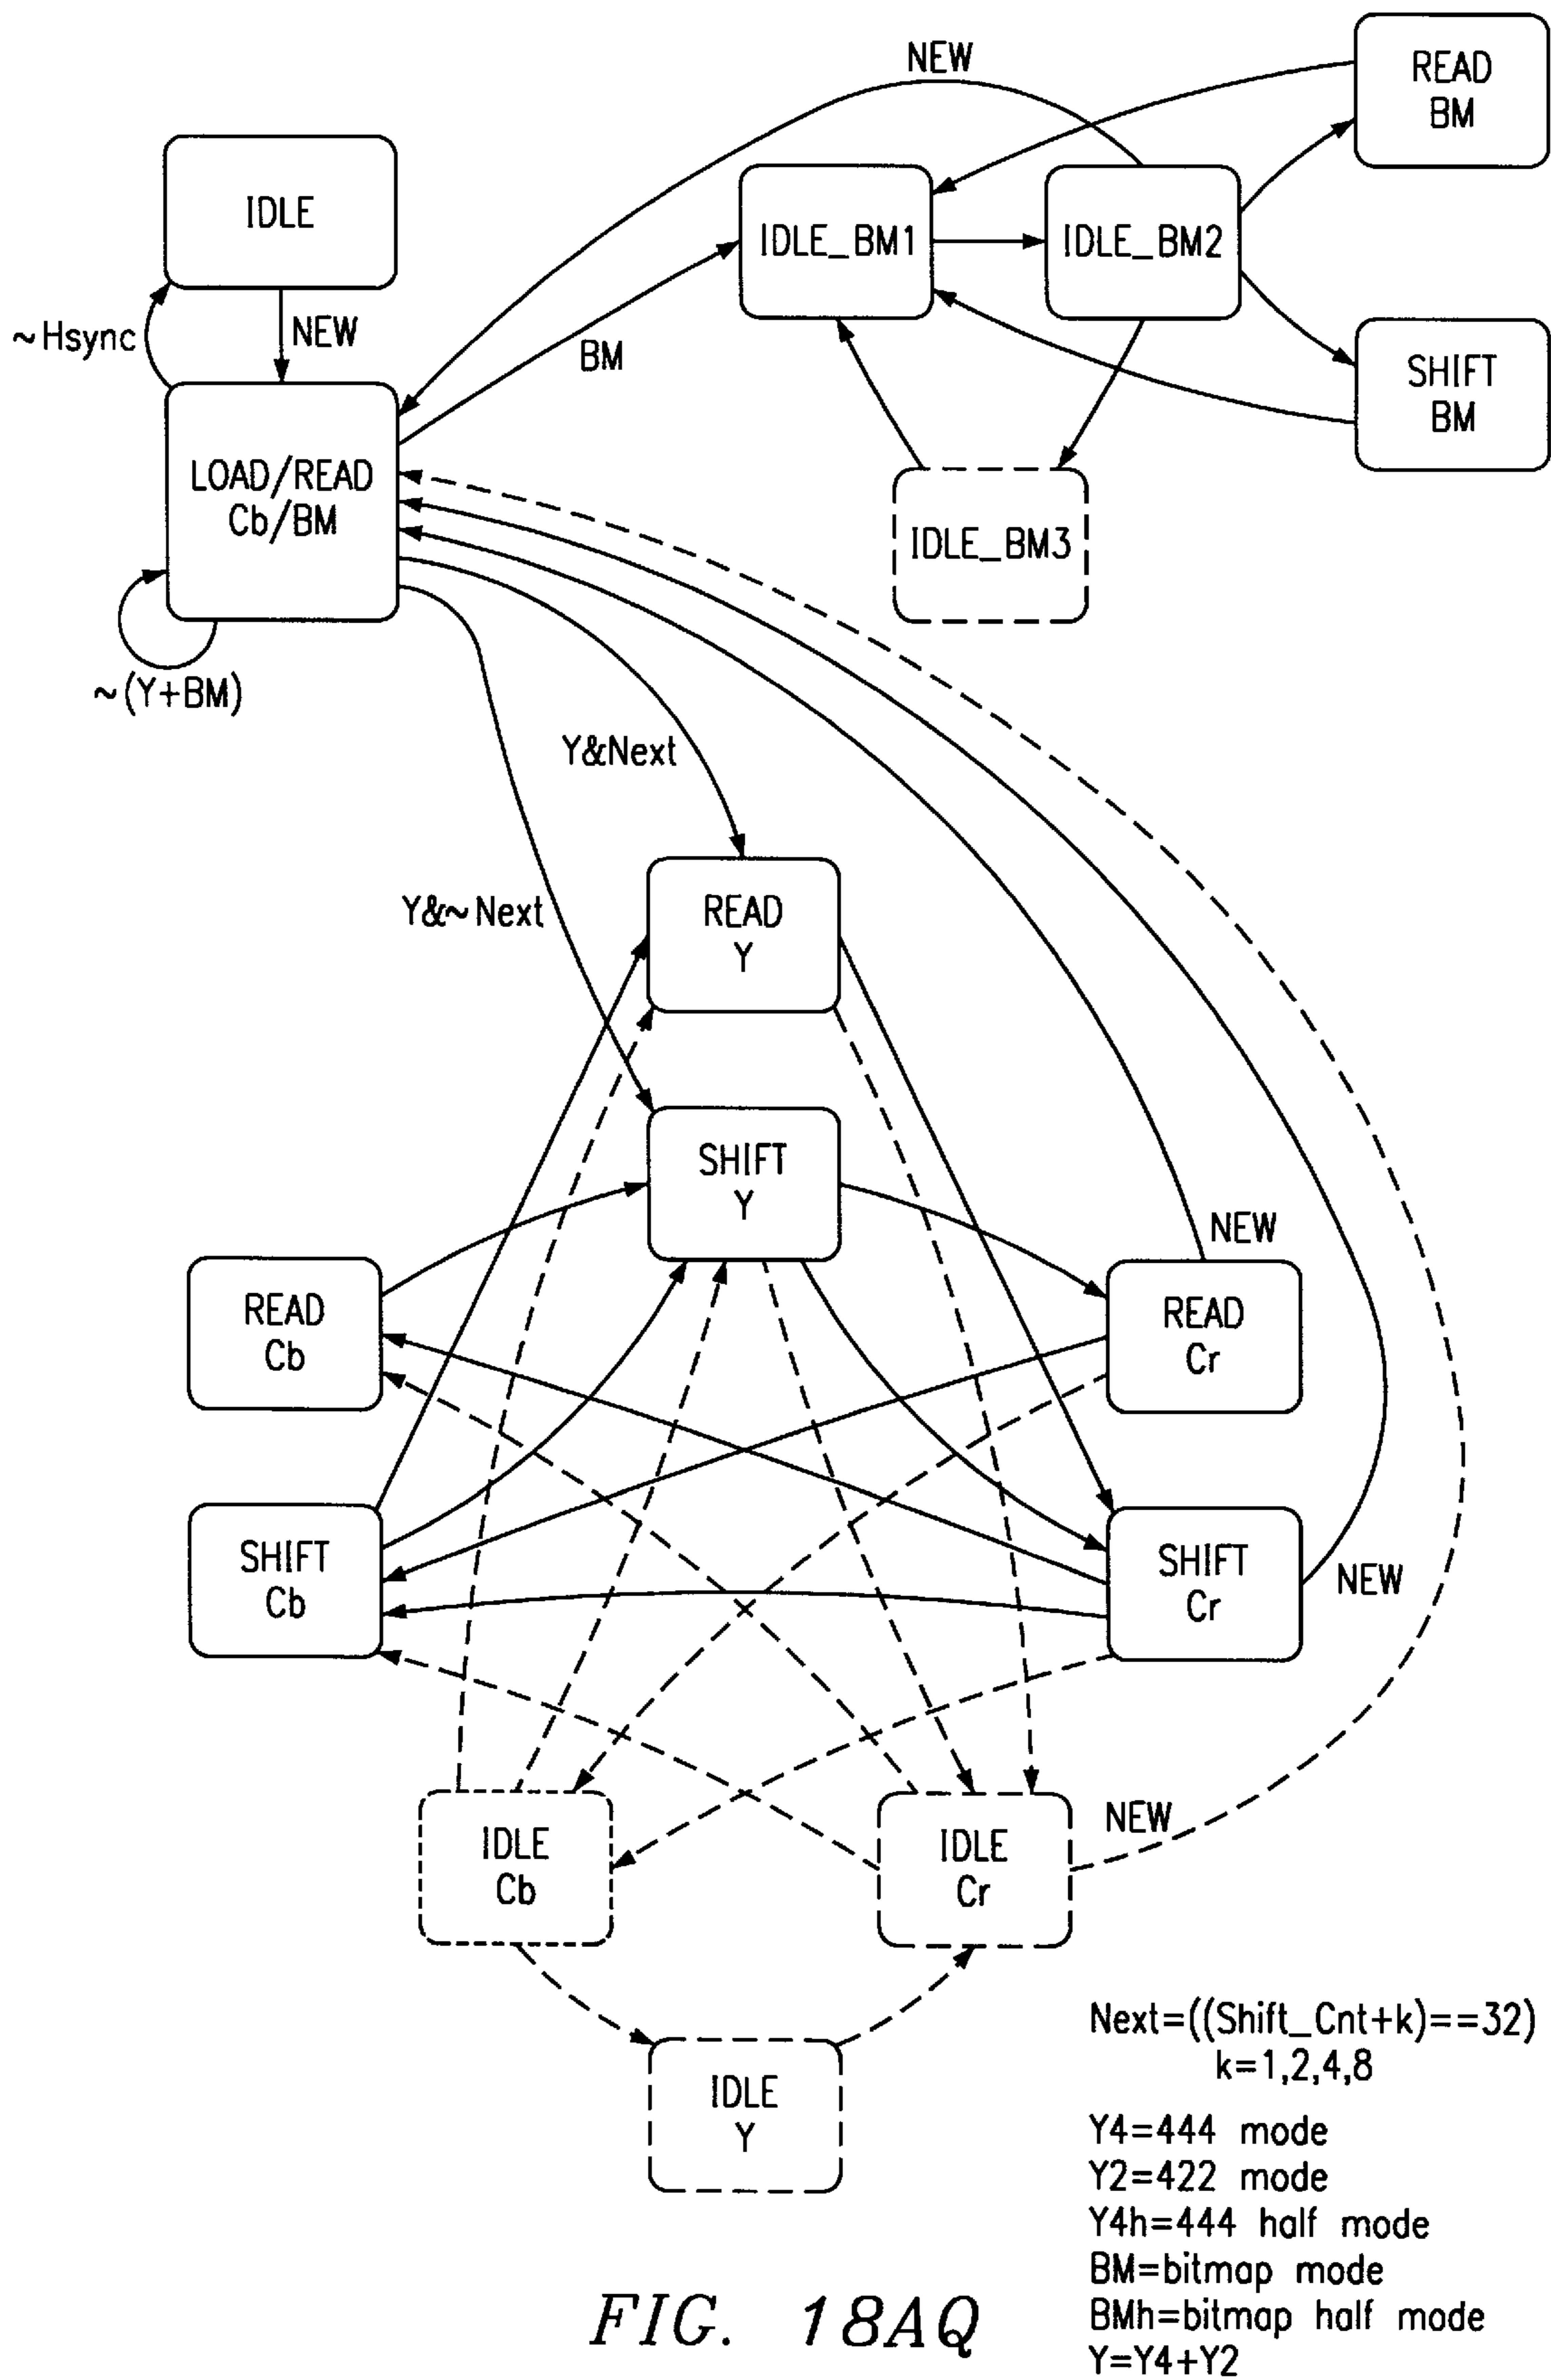 NEW
READ
BM
IDLE
IDLE_BM1
IDLE_BM2
~Hsync
NEW
BM
SHIFT
BM
LOAD/READ
Cb/BM
IDLE_BM3
~(Y+BM)
Y&Next
Y&~Next
READ
Y
SHIFT
Y
NEW
READ
Cb
READ
Cr
SHIFT
Cb
SHIFT
Cr
NEW
IDLE
Cb
IDLE
Cr
NEW
IDLE
Y
Next=((Shift_Cnt+k)==32)
k=1,2,4,8
Y4=444 mode
Y2=422 mode
Y4h=444 half mode
BM=bitmap mode
BMh=bitmap half mode
Y=Y4+Y2
FIG. 18AQ